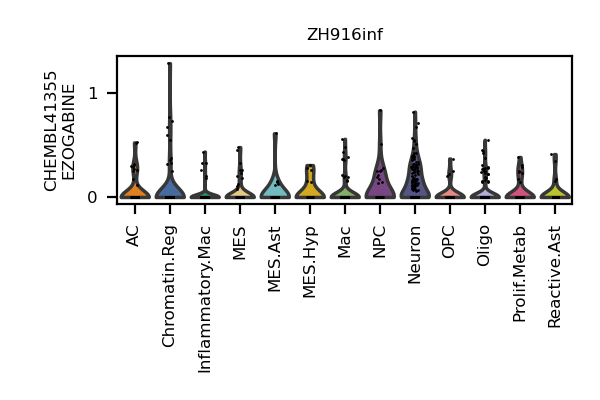 ZH916inf
CHEMBL41355
EZOGABINE
1
0
AC
Chromatin.Reg
Inflammatory.Mac
MES
MES.Ast
MES.Hyp
Mac
NPC
Neuron
OPC
Oligo
Prolif.Metab
Reactive.Ast